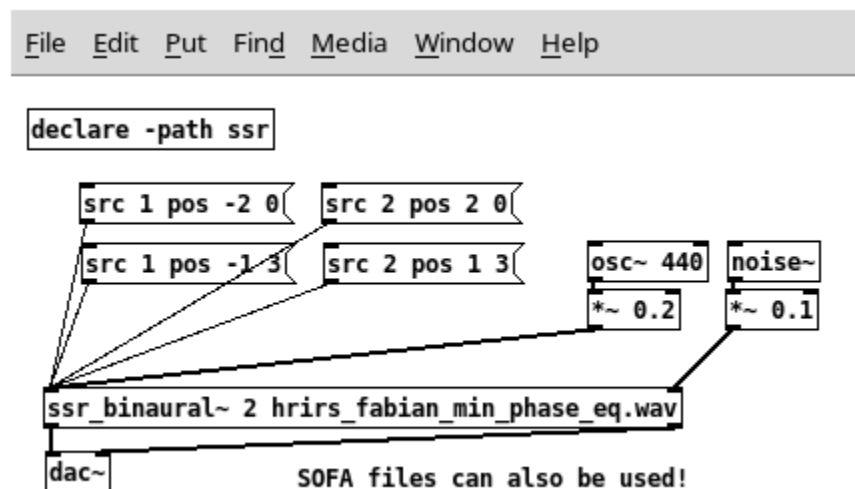 File Edit Put Find Media Window Help
declare -path ssr
src 1 pos -2 0
src 2 pos 2 0
src 1 pos -1 3
src 2 pos 1 3
osc~ 440
noise~
*~ 0.2
*~ 0.1
ssr_binaural~ 2 hrirs_fabian_min_phase_eq.wav
dac~
SOFA files can also be used!